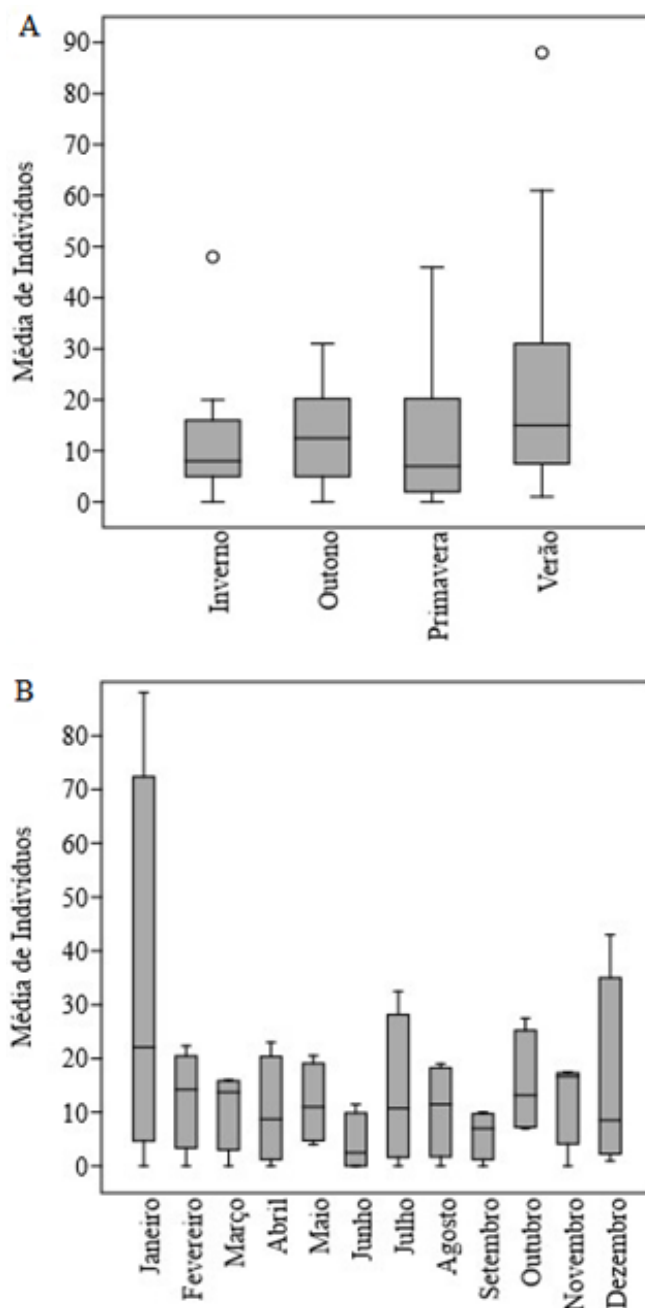 A
Média de Indivíduos
90
80
70
60
50
40
30
20
10
0
Inverno
Outono
Primavera
Verão
B
Média de Indivíduos
80
70
60
50
40
30
20
10
0
Janeiro
Fevereiro
Março
Abril
Maio
Junho
Julho
Agosto
Setembro
Outubro
Novembro
Dezembro